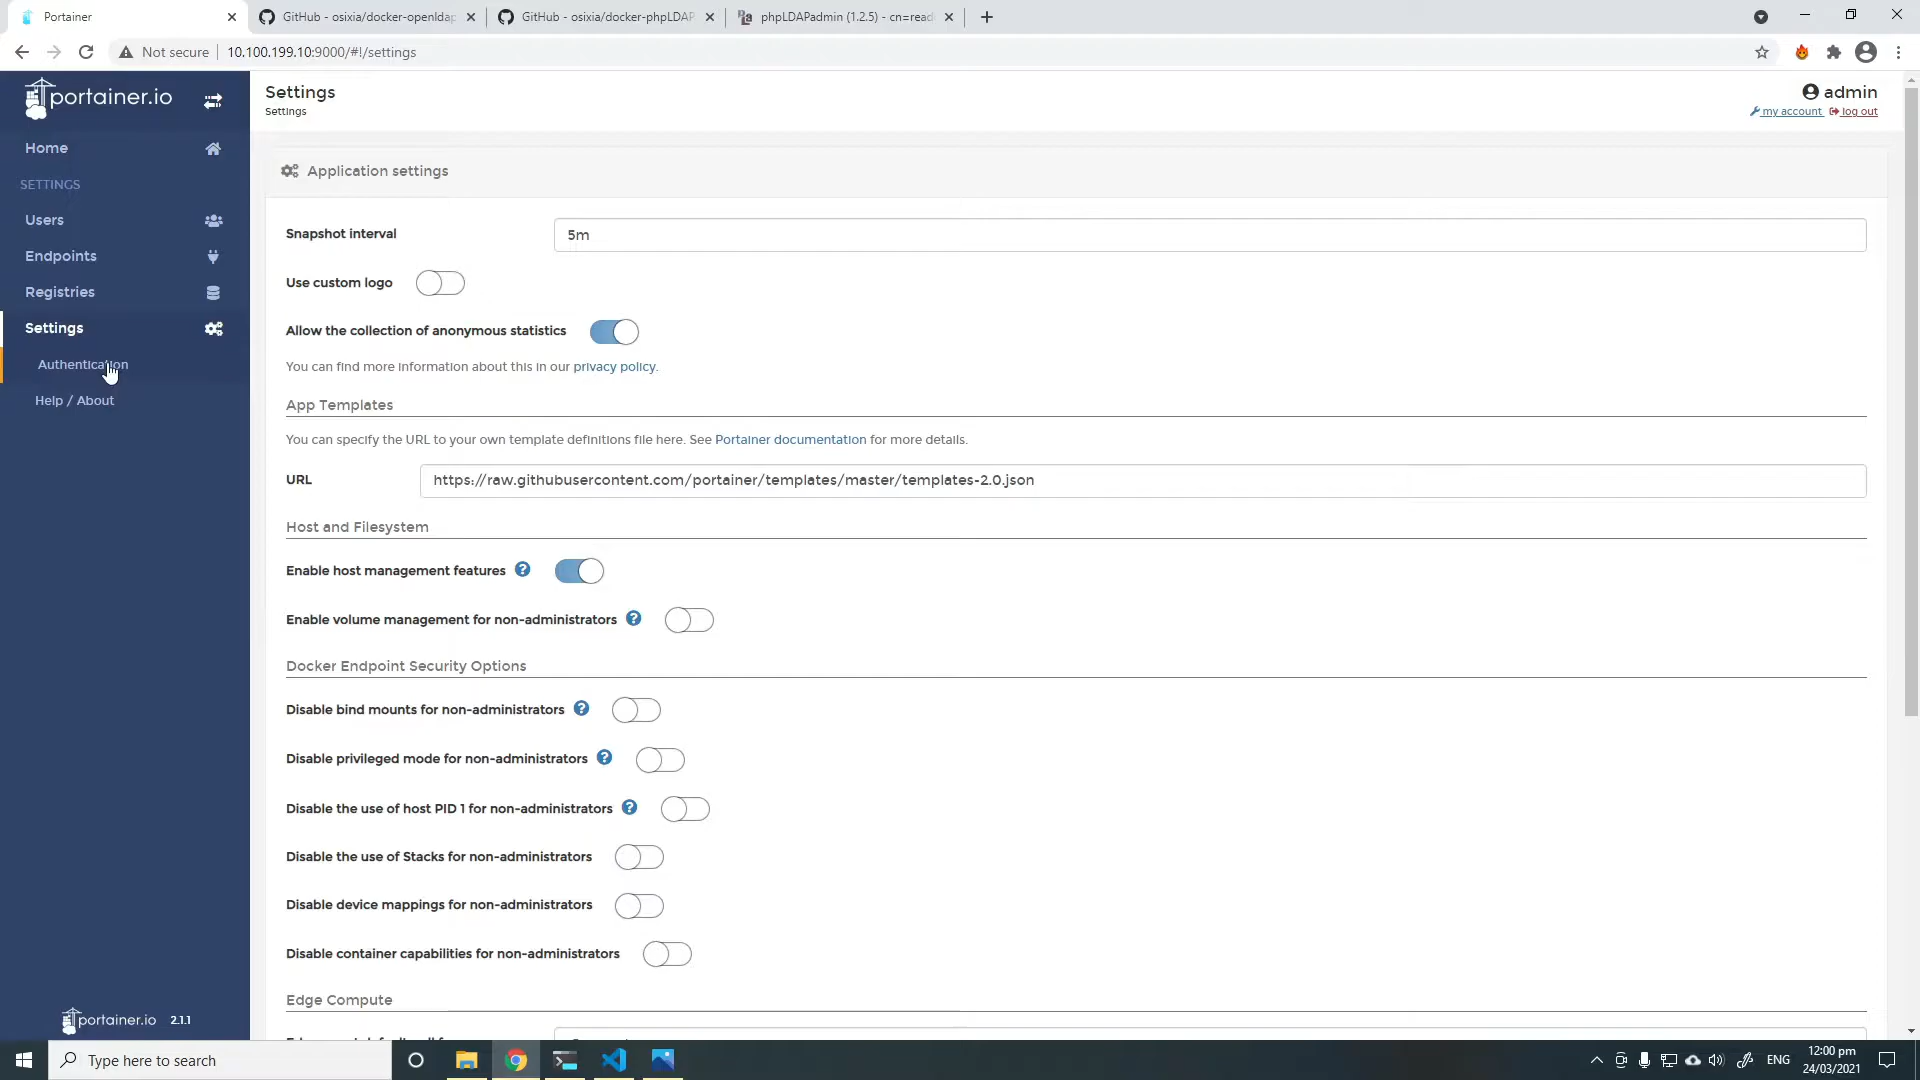 Portainer
GitHub - osixia/docker-openldap
GitHub - osixia/docker-phpLDAP
phpLDAPadmin (1.2.5) - cn=read
Not secure
10.100.199.10:9000/#!/settings
portainer.io
Settings
Settings
admin
my account
log out
Home
SETTINGS
Users
Endpoints
Registries
Settings
Authentication
Help / About
Application settings
Snapshot interval
5m
Use custom logo
Allow the collection of anonymous statistics
You can find more information about this in our privacy policy.
App Templates
You can specify the URL to your own template definitions file here. See Portainer documentation for more details.
URL
https://raw.githubusercontent.com/portainer/templates/master/templates-2.0.json
Host and Filesystem
Enable host management features
Enable volume management for non-administrators
Docker Endpoint Security Options
Disable bind mounts for non-administrators
Disable privileged mode for non-administrators
Disable the use of host PID 1 for non-administrators
Disable the use of Stacks for non-administrators
Disable device mappings for non-administrators
Disable container capabilities for non-administrators
Edge Compute
portainer.io 2.1.1
Type here to search
ENG
12:00 pm
24/03/2021